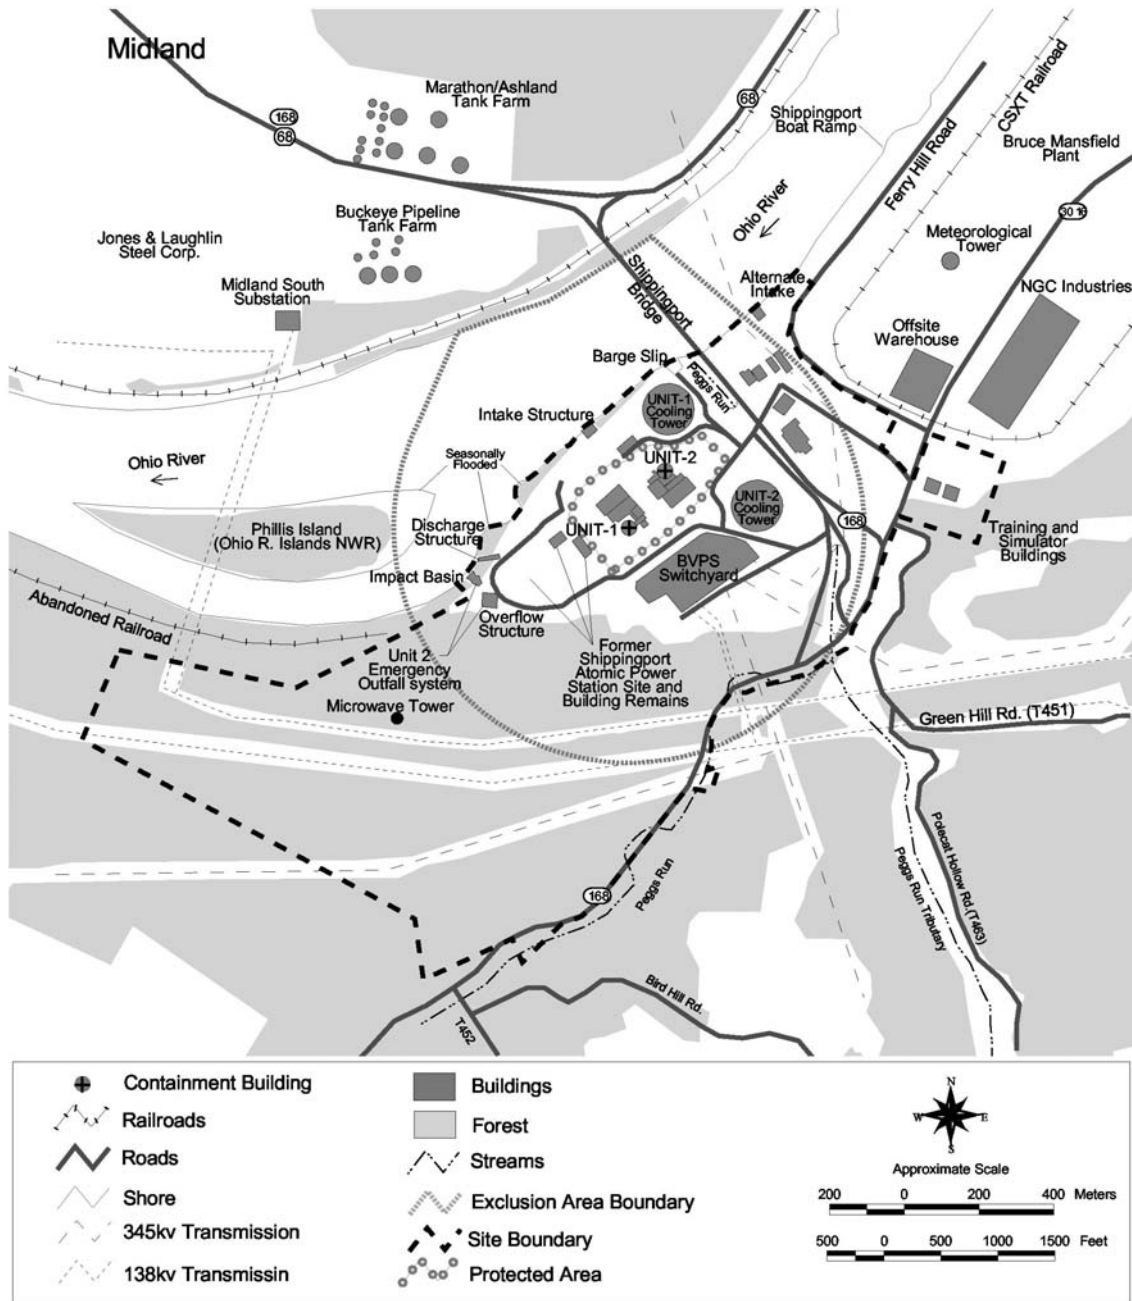 Midland
Marathon/Ashland
Tank Farm
168
68
68
Shippingport
Boat Ramp
Ferry Hill Road
CSXT Railroad
Bruce Mansfield
Plant
3016
Buckeye Pipeline
Tank Farm
Jones & Laughlin
Steel Corp.
Ohio River
Meteorological
Tower
Midland South
Substation
Shippingport
Bridge
Alternate
Intake
NGC Industries
Offsite
Warehouse
Barge Slip
Peggs Run
UNIT-1
Cooling
Tower
Intake Structure
Seasonally
Flooded
UNIT-2
Ohio River
UNIT-2
Cooling
Tower
Phillis Island
(Ohio R. Islands NWR)
Discharge
Structure
UNIT-1
168
Training and
Simulator
Buildings
BVPS
Switchyard
Impact Basin
Abandoned Railroad
Overflow
Structure
Unit 2
Emergency
Outfall system
Former
Shippingport
Atomic Power
Station Site and
Building Remains
Microwave Tower
Green Hill Rd. (T451)
Polecat Hollow Rd.(T463)
Peggs Run
Peggs Run Tributary
168
Bird Hill Rd.
T452
Containment Building
Railroads
Roads
Shore
345kv Transmission
138kv Transmissin
Buildings
Forest
Streams
Exclusion Area Boundary
Site Boundary
Protected Area
N
W E
S
Approximate Scale
200 0 200 400 Meters
500 0 500 1000 1500 Feet